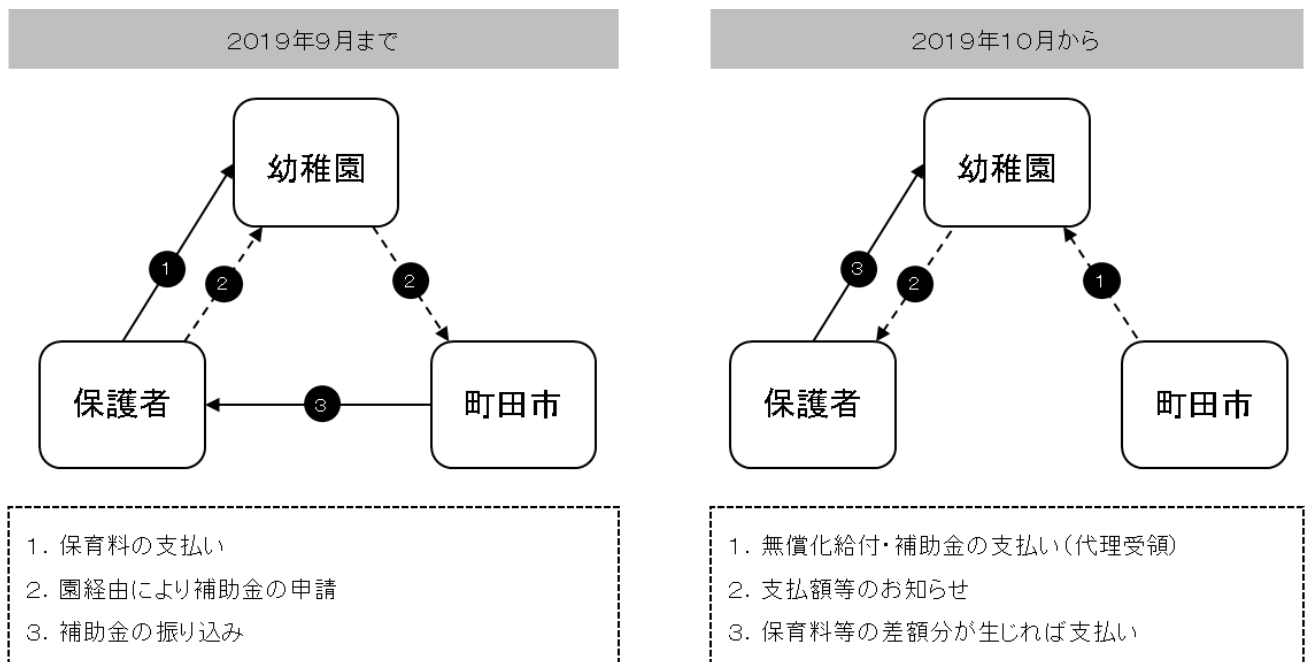 2019年9月まで
幼稚園
1
2
2
保護者
3
町田市
1. 保育料の支払い
2. 園経由により補助金の申請
3. 補助金の振り込み
2019年10月から
幼稚園
3
2
1
保護者
町田市
1. 無償化給付・補助金の支払い(代理受領)
2. 支払額等のお知らせ
3. 保育料等の差額分が生じれば支払い